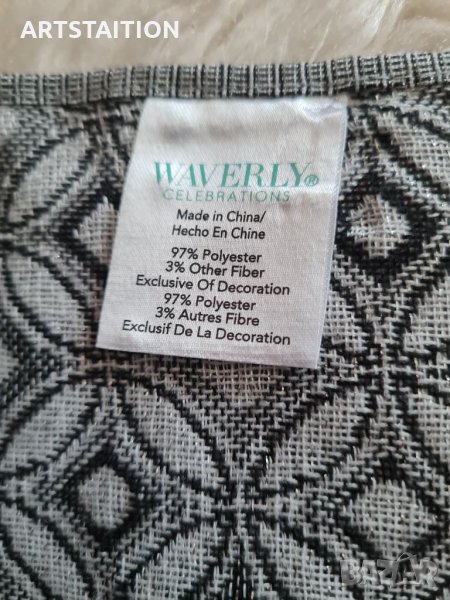 ARTSTAITION
WAVERLY®
CELEBRATIONS
Made in China/
Hecho En Chine
97% Polyester
3% Other Fiber
Exclusive Of Decoration
97% Polyester
3% Autres Fibre
Exclusif De La Decoration
BAZAR